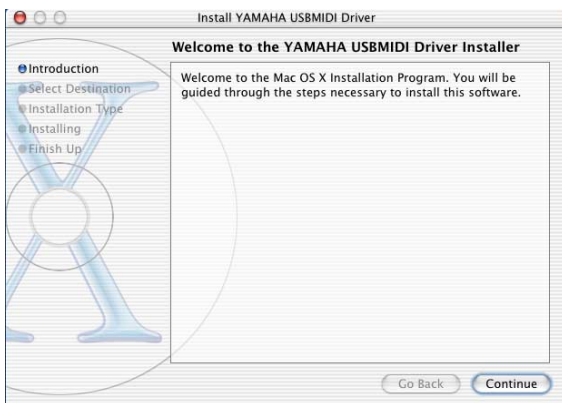 Install YAMAHA USBMIDI Driver
Welcome to the YAMAHA USBMIDI Driver Installer
Introduction
Select Destination
Installation Type
Installing
Finish Up
Welcome to the Mac OS X Installation Program. You will be
guided through the steps necessary to install this software.
Go Back
Continue